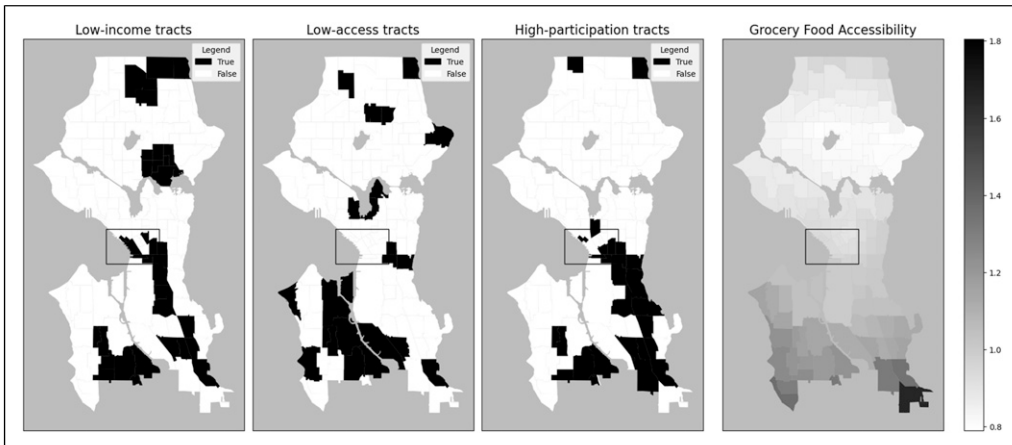 Low-income tracts
Low-access tracts
High-participation tracts
Grocery Food Accessibility
Legend
True
False
Legend
True
False
Legend
True
False
1.8
1.6
1.4
1.2
1.0
0.8